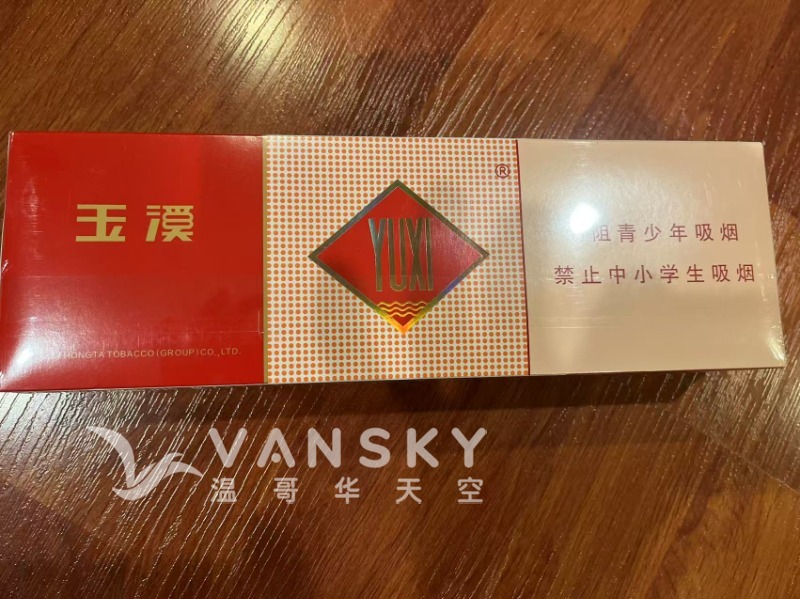 玉溪
TOBACCO (GROUP) CO., LTD.
YUXI
®
阻青少年吸烟
禁止中小学生吸烟
VANSKY
温哥华天空